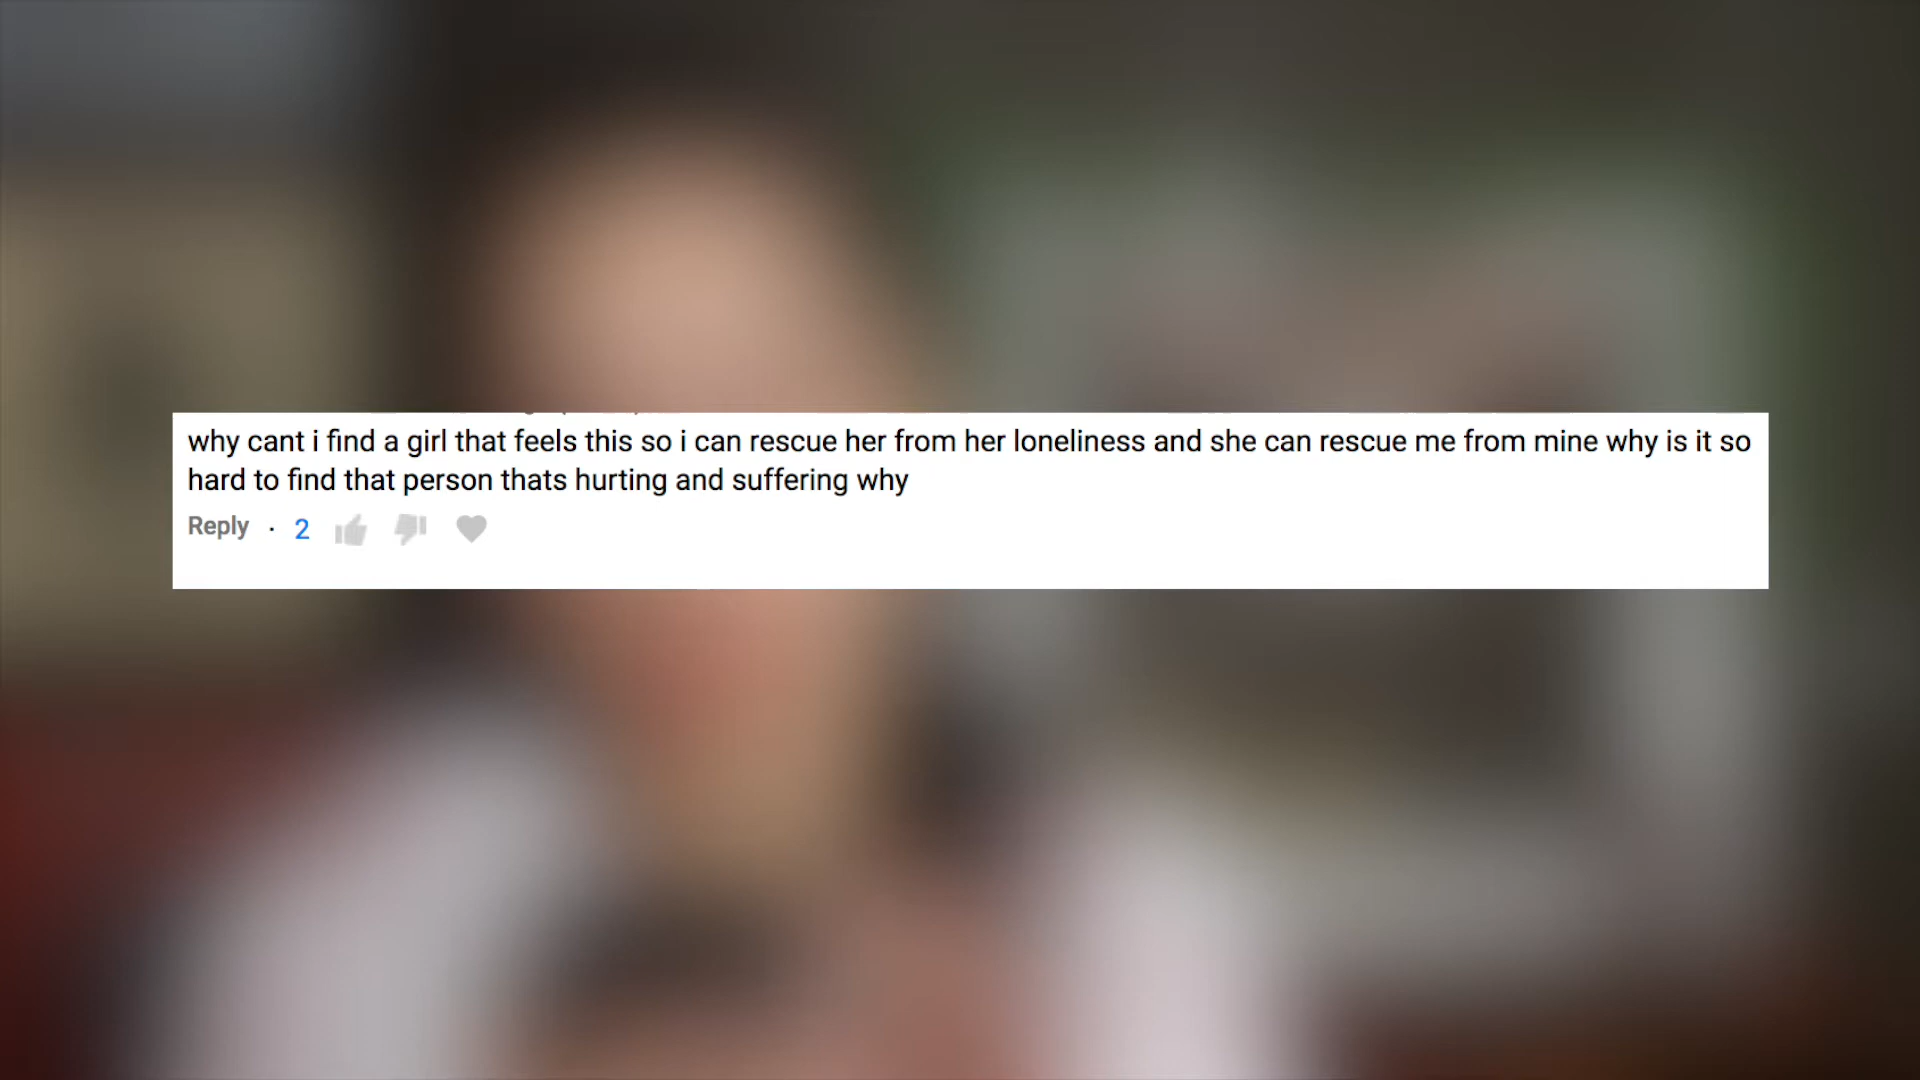 why cant i find a girl that feels this so i can rescue her from her loneliness and she can rescue me from mine why is it so
hard to find that person thats hurting and suffering why
Reply · 2